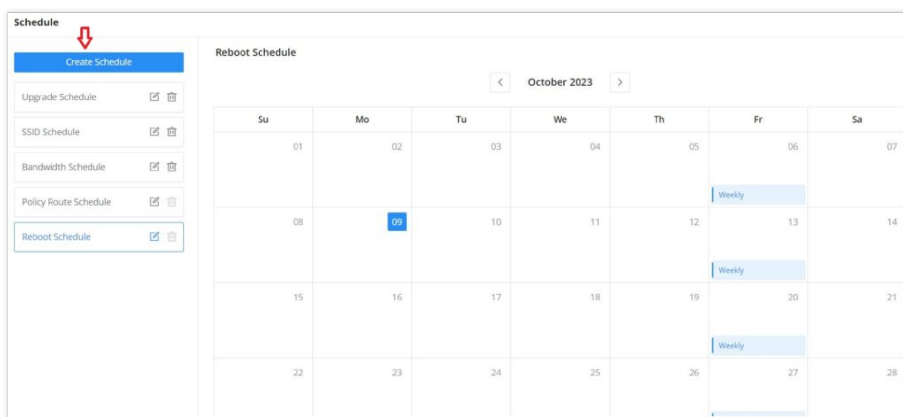 Schedule
Create Schedule
Upgrade Schedule
SSID Schedule
Bandwidth Schedule
Policy Route Schedule
Reboot Schedule
Reboot Schedule
< October 2023 >
Su Mo Tu We Th Fr Sa
01 02 03 04 05 06 07
Weekly
08 09 10 11 12 13 14
Weekly
15 16 17 18 19 20 21
Weekly
22 23 24 25 26 27 28